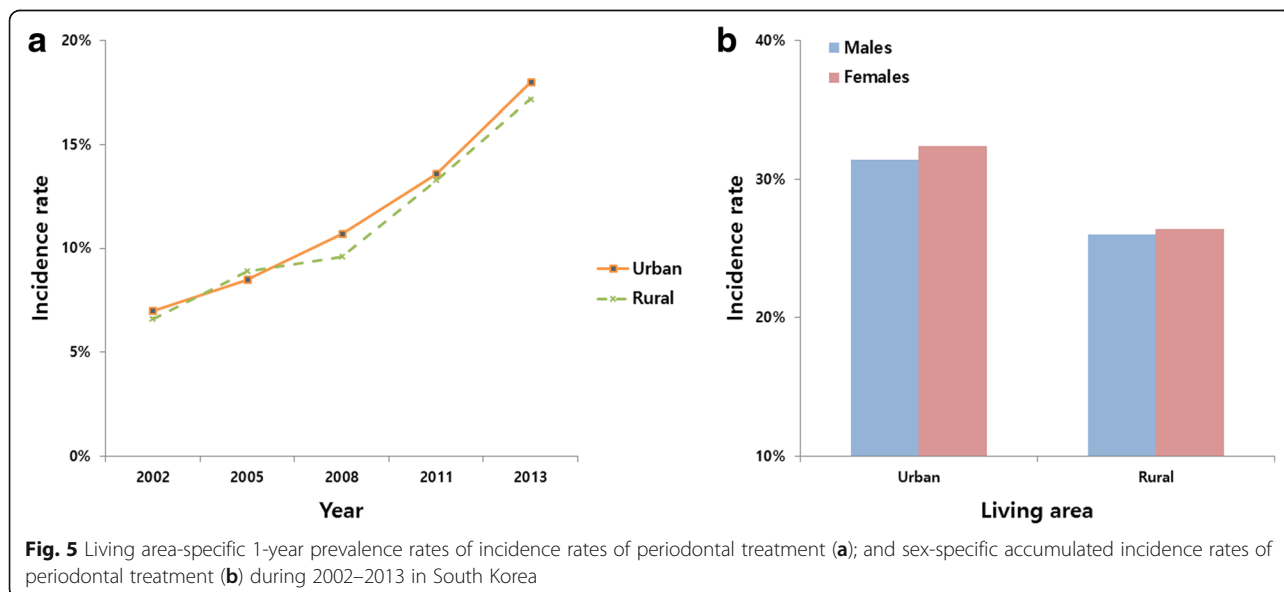 a
20%
15%
10%
5%
0%
Incidence rate
2002 2005 2008 2011 2013
Year
Urban
Rural
b
40%
30%
20%
10%
Incidence rate
Males
Females
Urban Rural
Living area
Fig. 5 Living area-specific 1-year prevalence rates of incidence rates of periodontal treatment (a); and sex-specific accumulated incidence rates of
periodontal treatment (b) during 2002–2013 in South Korea